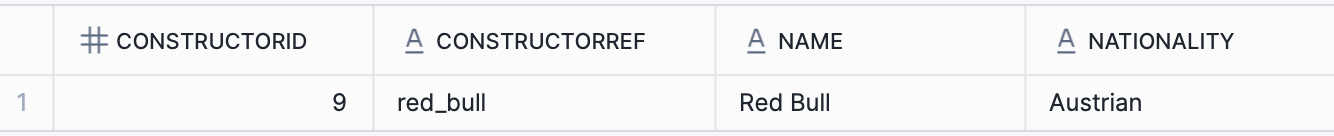 CONSTRUCTORID A CONSTRUCTORREF A NAME A NATIONALITY
1 9 red_bull Red Bull Austrian